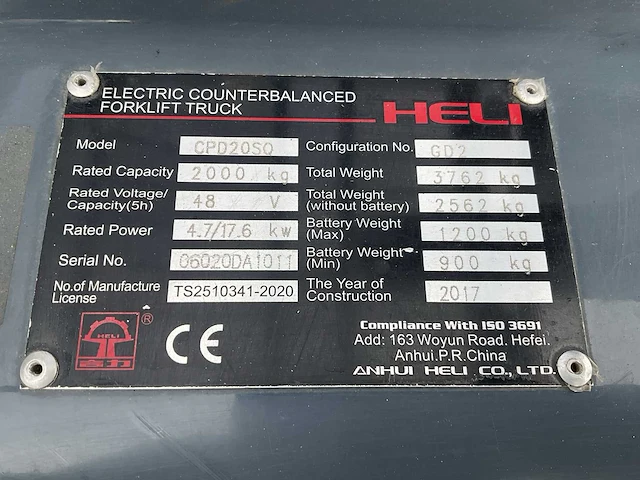 ELECTRIC COUNTERBALANCED
FORKLIFT TRUCK
HELI
Model CPD20SQ
Rated Capacity 2000 kg
Rated Voltage/
Capacity(5h) 48 V
Rated Power 4.7/17.6 kw
Serial No. 06020DA1011
No.of Manufacture
License TS2510341-2020
Configuration No. GD2
Total Weight 3762 kg
Total Weight
(without battery) 2562 kg
Battery Weight
(Max) 1200 kg
Battery Weight
(Min) 900 kg
The Year of
Construction 2017
HELI
合力
®
CE
Compliance With ISO 3691
Add: 163 Woyun Road. Hefei.
Anhui.P.R.China
ANHUI HELI CO., LTD.